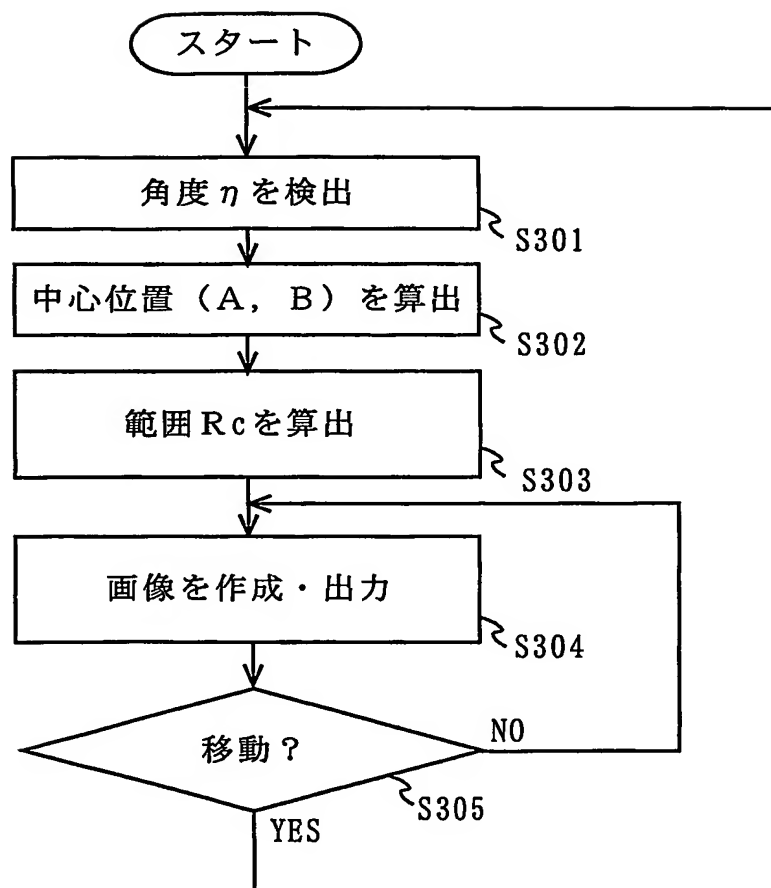 スタート
角度ηを検出
S301
中心位置（A, B）を算出
S302
範囲Rcを算出
S303
画像を作成・出力
S304
移動？
NO
S305
YES